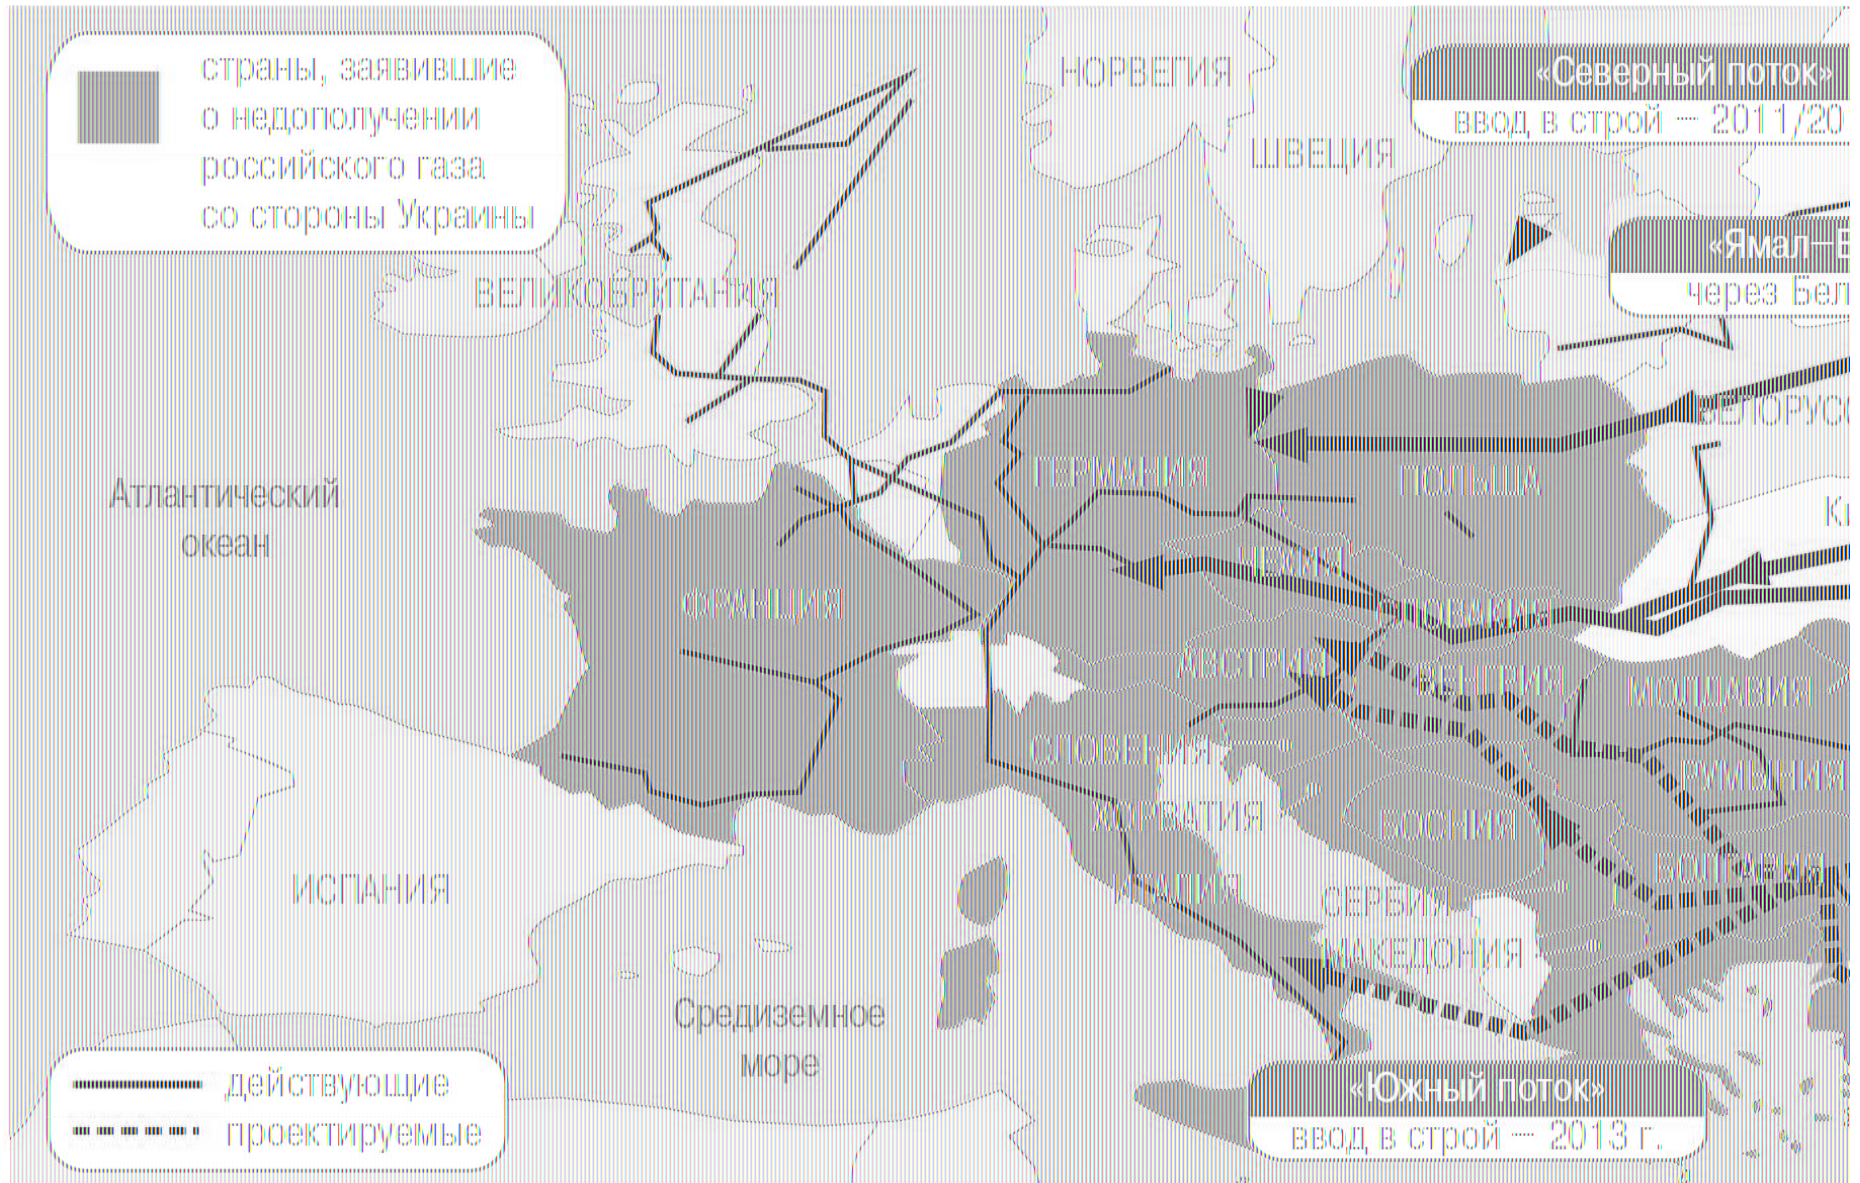 страны, заявившие
о недополучении
российского газа
со стороны Украины
НОРВЕГИЯ
ШВЕЦИЯ
«Северный поток»
ввод в строй – 2011/20
«Ямал–Е
через Бел
ВЕЛИКОБРИТАНИЯ
БЕЛОРУСС
Атлантический
океан
ГЕРМАНИЯ
ПОЛЬША
Ки
ЧЕХИЯ
ФРАНЦИЯ
СЛОВАКИЯ
АВСТРИЯ
ВЕНГРИЯ
МОЛДАВИЯ
СЛОВЕНИЯ
РУМЫНИЯ
ХОРВАТИЯ
БОСНИЯ
БОЛГАРИЯ
ИСПАНИЯ
ИТАЛИЯ
СЕРБИЯ
МАКЕДОНИЯ
Средиземное
море
действующие
проектируемые
«Южный поток»
ввод в строй – 2013 г.